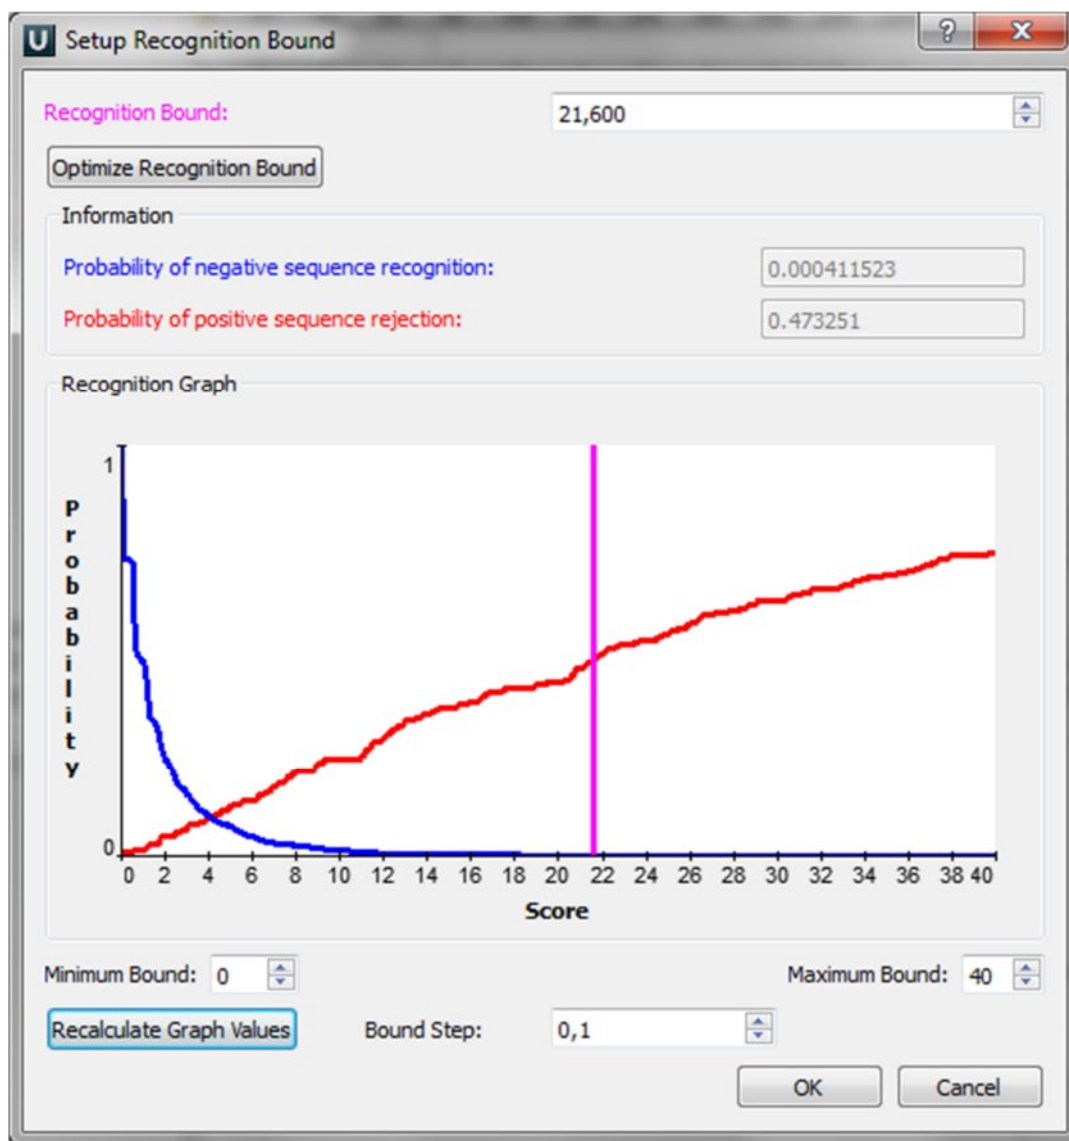 U Setup Recognition Bound ? X
Recognition Bound: 21,600
Optimize Recognition Bound
Information
Probability of negative sequence recognition: 0.000411523
Probability of positive sequence rejection: 0.473251
Recognition Graph
1
Probability
0
0 2 4 6 8 10 12 14 16 18 20 22 24 26 28 30 32 34 36 38 40
Score
Minimum Bound: 0 Maximum Bound: 40
Recalculate Graph Values Bound Step: 0,1
OK Cancel